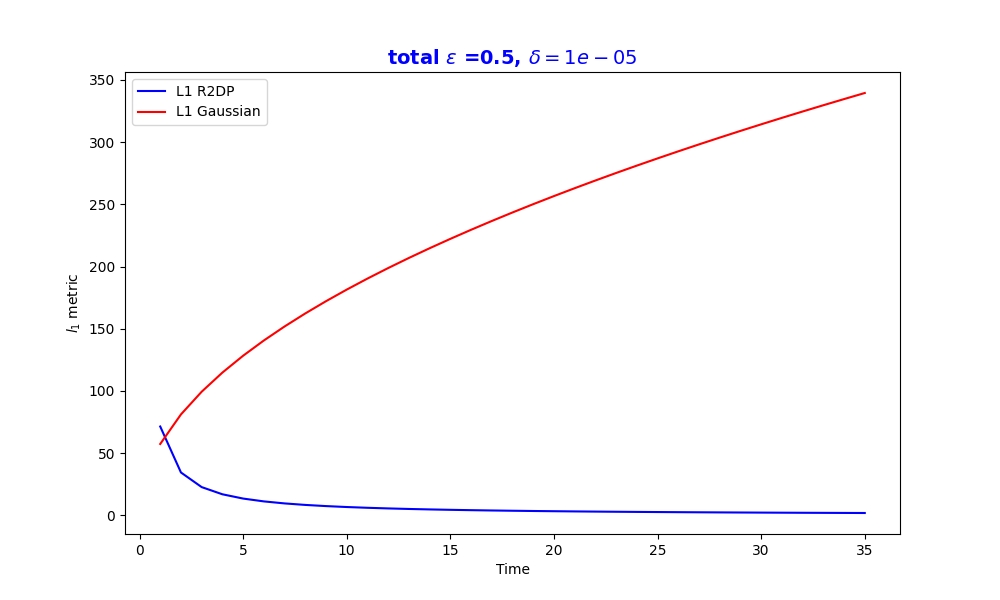 total ε =0.5, δ = 1e − 05
L1 R2DP
L1 Gaussian
350
300
250
200
150
100
50
0
l₁ metric
0 5 10 15 20 25 30 35
Time